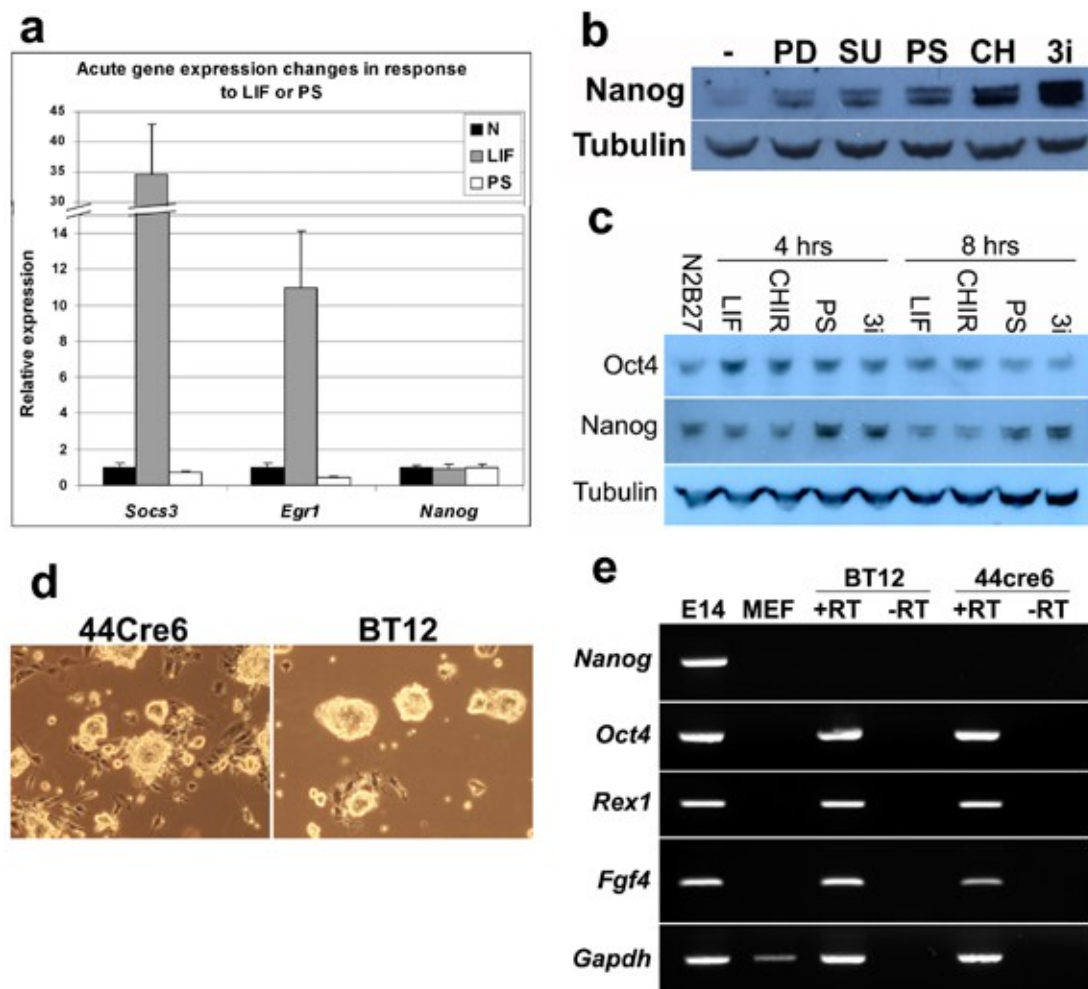 a
Acute gene expression changes in response
to LIF or PS
N
LIF
PS
Relative expression
45
40
35
30
14
12
10
8
6
4
2
0
Socs3 Egr1 Nanog
b
- PD SU PS CH 3i
Nanog
Tubulin
c
4 hrs 8 hrs
N2B27 LIF CHIR PS 3i LIF CHIR PS 3i
Oct4
Nanog
Tubulin
d
44Cre6 BT12
e
BT12 44cre6
E14 MEF +RT -RT +RT -RT
Nanog
Oct4
Rex1
Fgf4
Gapdh